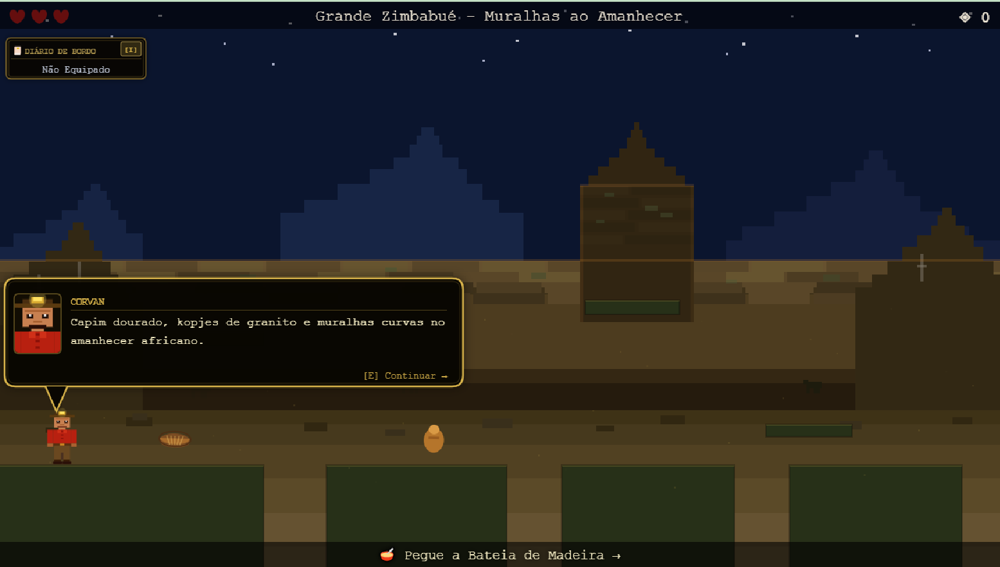 Grande Zimbabué — Muralhas ao Amanhecer
0
DIÁRIO DE BORDO
[I]
Não Equipado
CORVAN
Capim dourado, kopjes de granito e muralhas curvas no
amanhecer africano.
[E] Continuar →
Pegue a Bateia de Madeira →